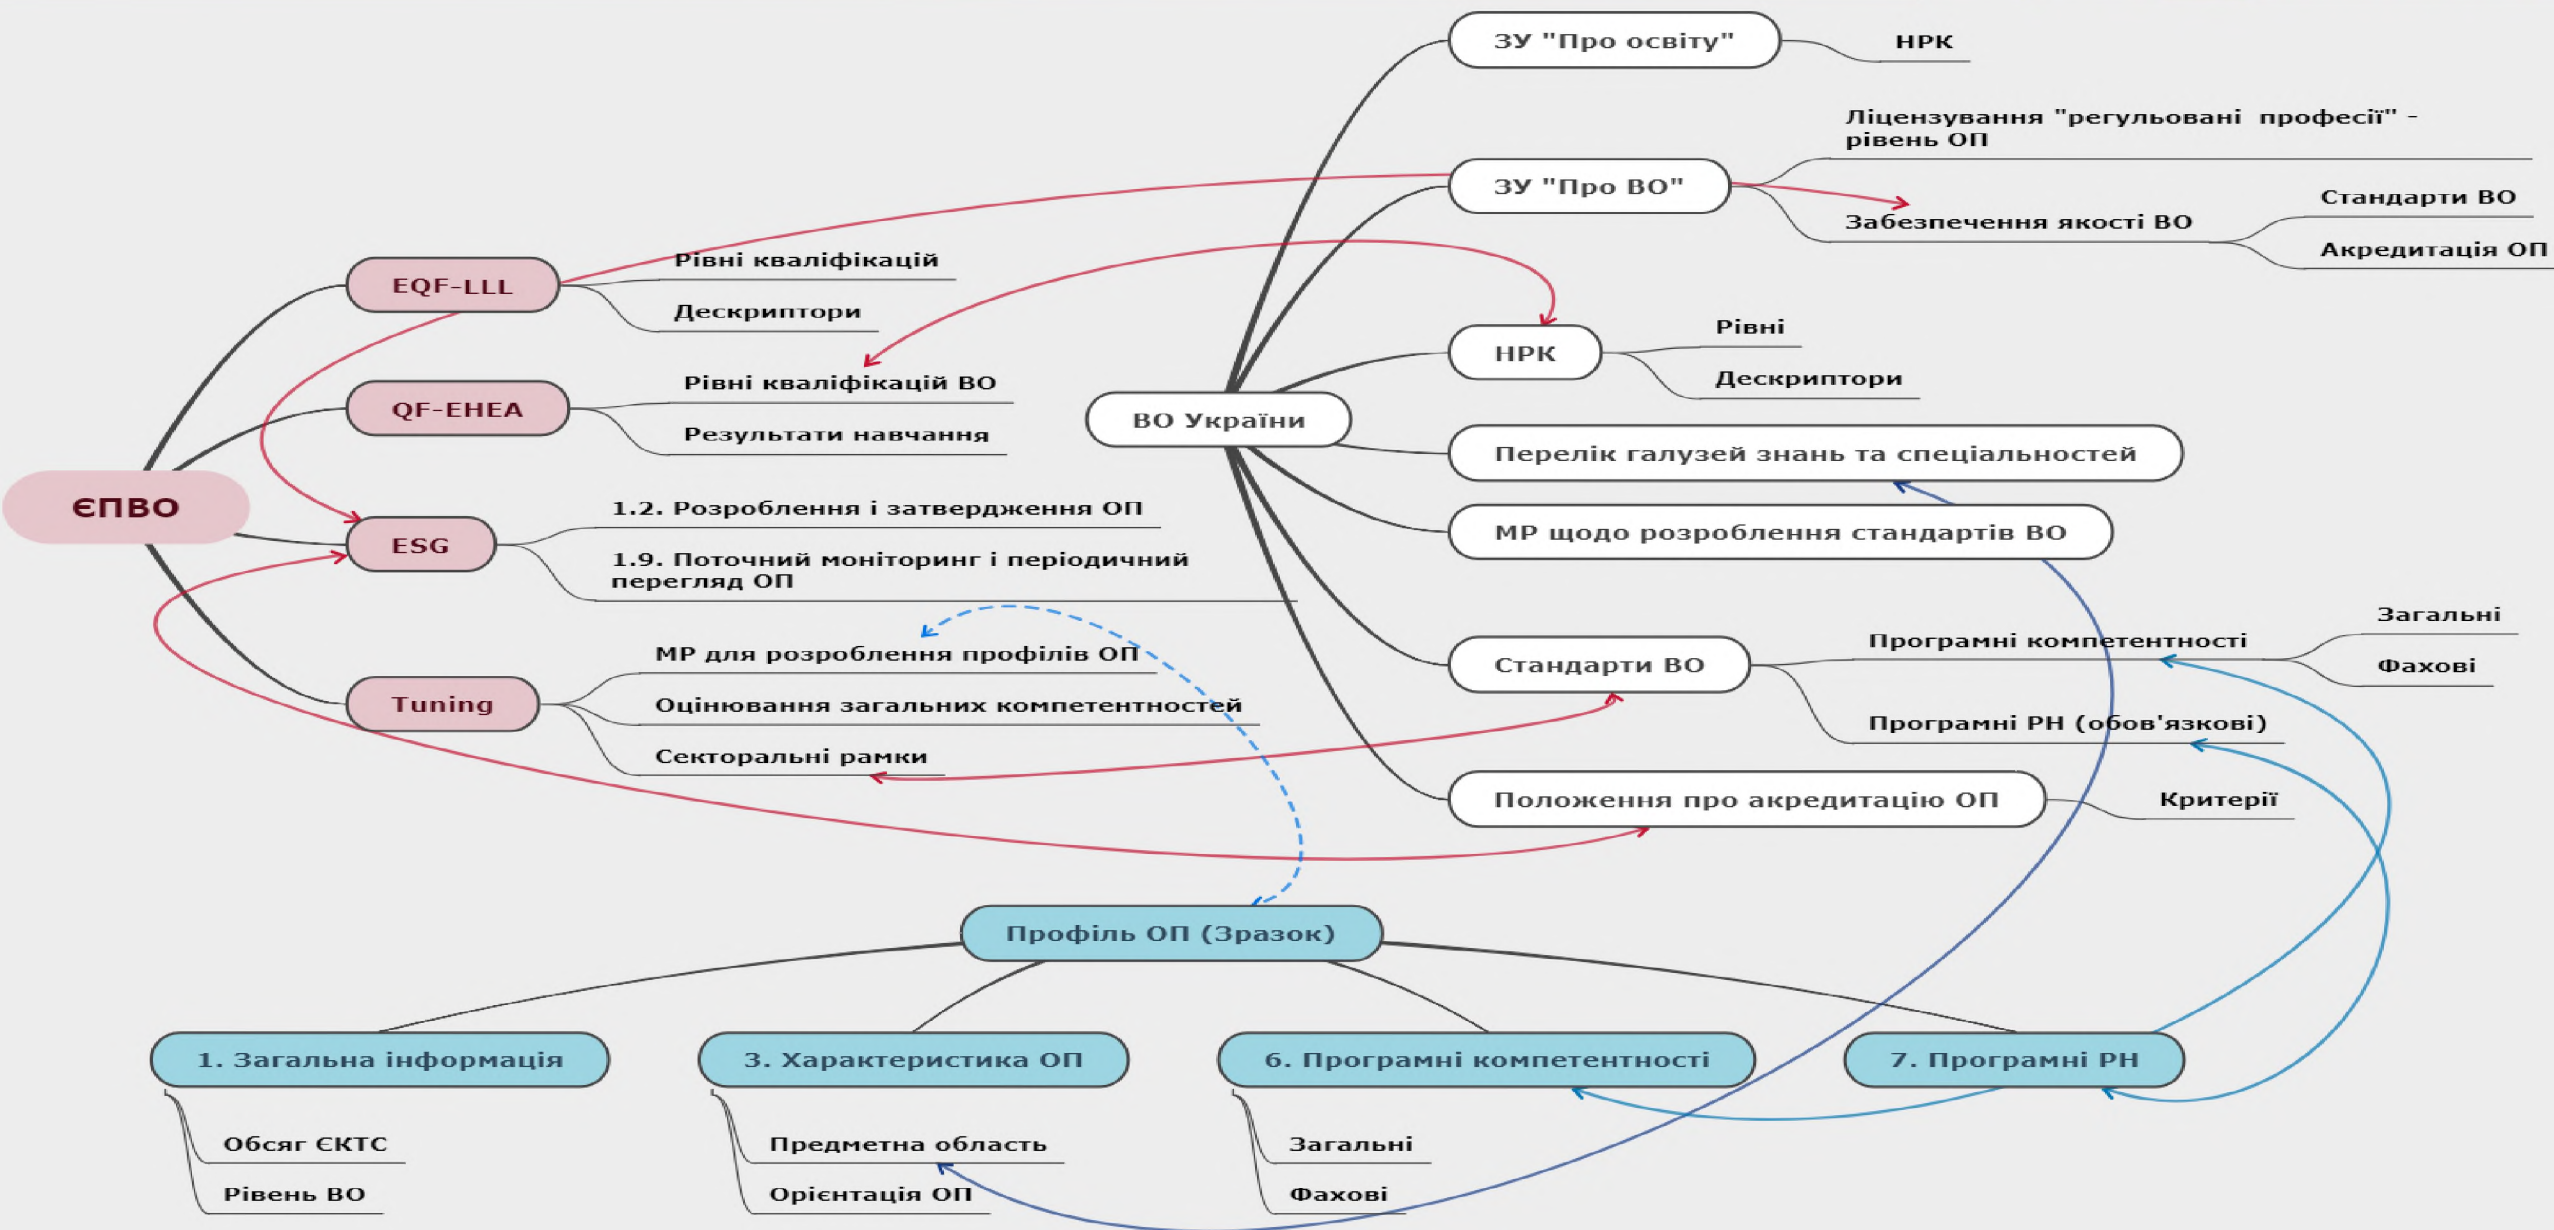 ЄПВО
EQF-LLL
Рівні кваліфікацій
Дескриптори
QF-EHEA
Рівні кваліфікацій ВО
Результати навчання
ESG
1.2. Розроблення і затвердження ОП
1.9. Поточний моніторинг і періодичний
перегляд ОП
Tuning
МР для розроблення профілів ОП
Оцінювання загальних компетентностей
Секторальні рамки
ВО України
ЗУ "Про освіту"
НРК
ЗУ "Про ВО"
Ліцензування "регульовані  професії" -
рівень ОП
Забезпечення якості ВО
Стандарти ВО
Акредитація ОП
НРК
Рівні
Дескриптори
Перелік галузей знань та спеціальностей
МР щодо розроблення стандартів ВО
Стандарти ВО
Програмні компетентності
Загальні
Фахові
Програмні РН (обов'язкові)
Положення про акредитацію ОП
Критерії
Профіль ОП (Зразок)
1. Загальна інформація
Обсяг ЄКТС
Рівень ВО
3. Характеристика ОП
Предметна область
Орієнтація ОП
6. Програмні компетентності
Загальні
Фахові
7. Програмні РН